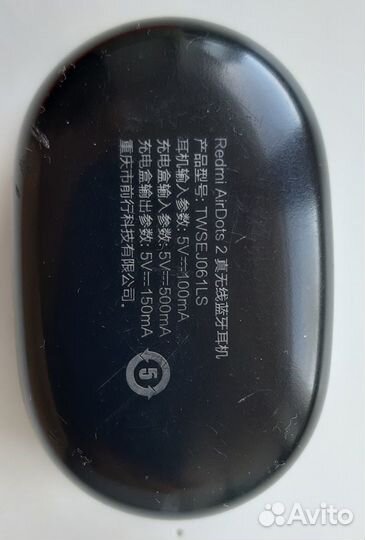 Redmi AirDots 2 真无线蓝牙耳机
产品型号: TWSEJ061LS
耳机输入参数: 5V⎓100mA
充电盒输入参数: 5V⎓500mA
充电盒输出参数: 5V⎓150mA
重庆市前行科技有限公司。
5
Avito